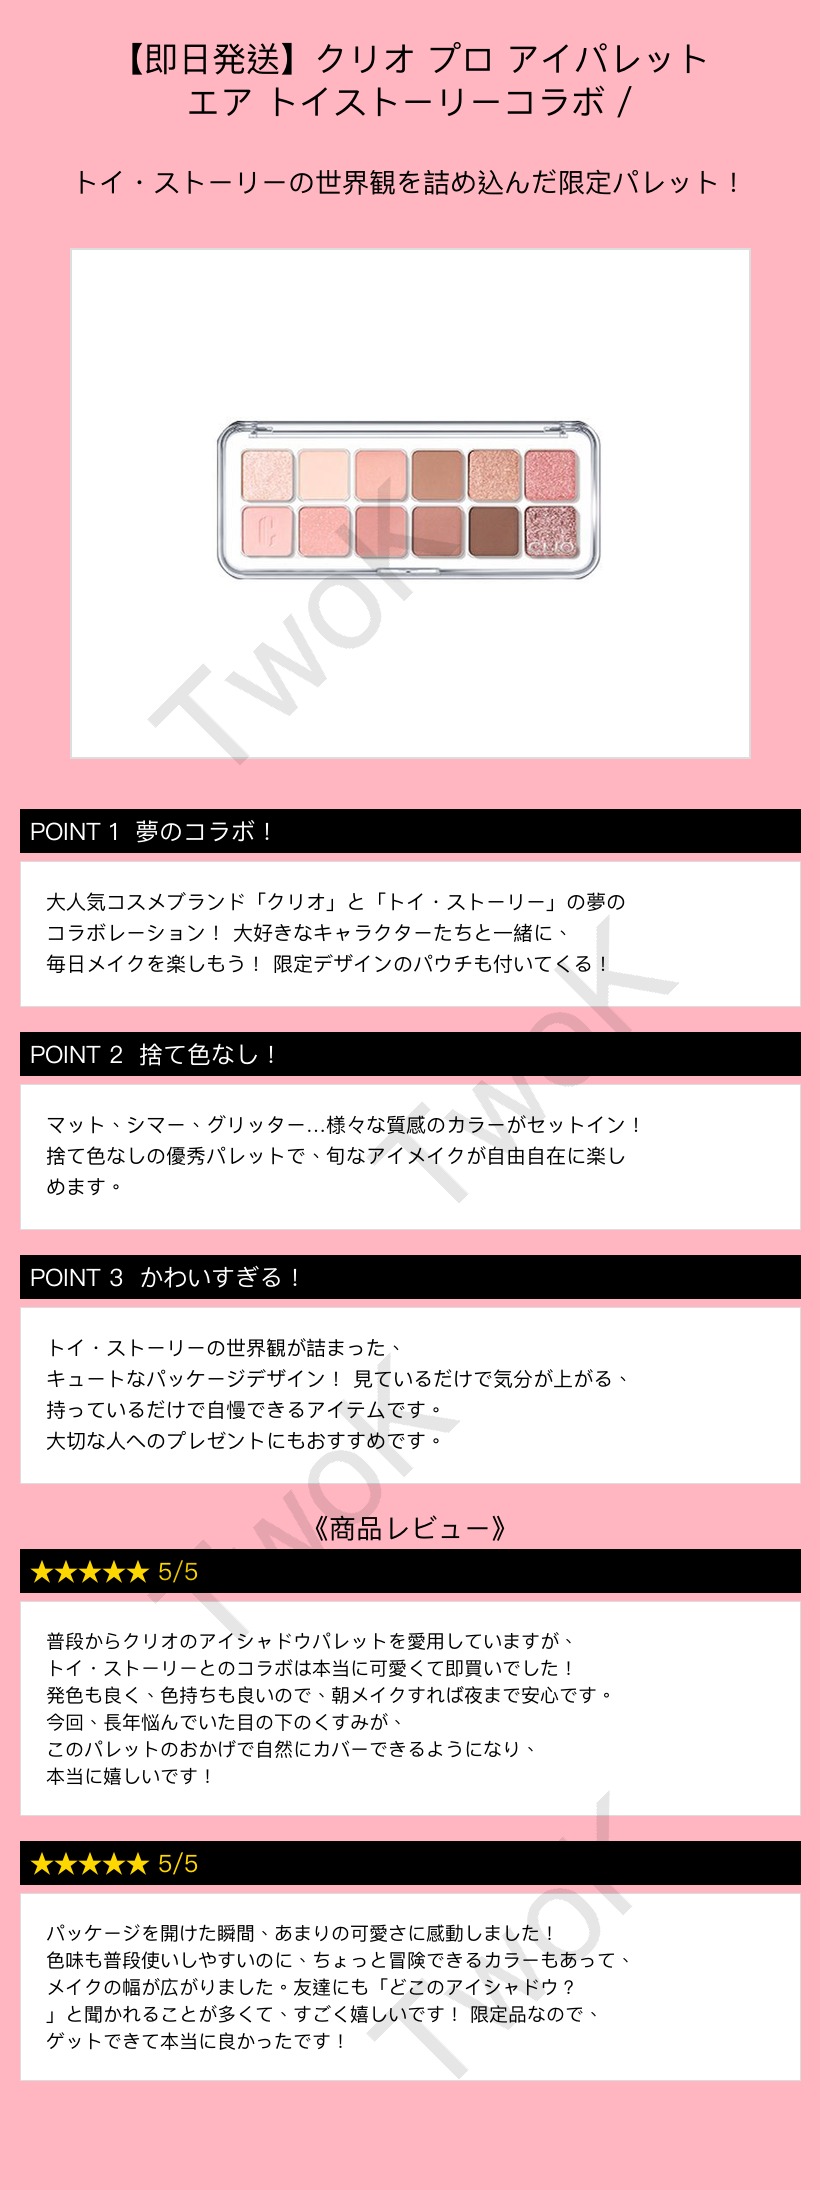 【即日発送】クリオ プロ アイパレット
エア トイストーリーコラボ /
トイ・ストーリーの世界観を詰め込んだ限定パレット！
CLIO
TwoK
POINT 1 夢のコラボ！
大人気コスメブランド「クリオ」と「トイ・ストーリー」の夢の
コラボレーション！ 大好きなキャラクターたちと一緒に、
毎日メイクを楽しもう！ 限定デザインのパウチも付いてくる！
TwoK
POINT 2 捨て色なし！
マット、シマー、グリッター…様々な質感のカラーがセットイン！
捨て色なしの優秀パレットで、旬なアイメイクが自由自在に楽し
めます。
POINT 3 かわいすぎる！
トイ・ストーリーの世界観が詰まった、
キュートなパッケージデザイン！ 見ているだけで気分が上がる、
持っているだけで自慢できるアイテムです。
大切な人へのプレゼントにもおすすめです。
TwoK
《商品レビュー》
★★★★★ 5/5
普段からクリオのアイシャドウパレットを愛用していますが、
トイ・ストーリーとのコラボは本当に可愛くて即買いでした！
発色も良く、色持ちも良いので、朝メイクすれば夜まで安心です。
今回、長年悩んでいた目の下のくすみが、
このパレットのおかげで自然にカバーできるようになり、
本当に嬉しいです！
★★★★★ 5/5
パッケージを開けた瞬間、あまりの可愛さに感動しました！
色味も普段使いしやすいのに、ちょっと冒険できるカラーもあって、
メイクの幅が広がりました。友達にも「どこのアイシャドウ？
」と聞かれることが多くて、すごく嬉しいです！ 限定品なので、
ゲットできて本当に良かったです！
TwoK